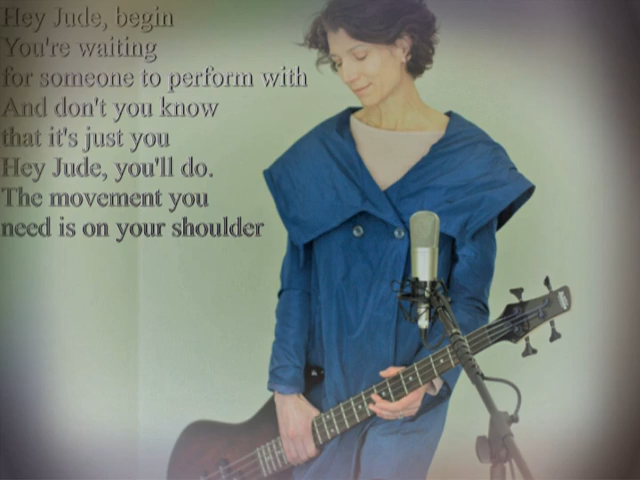 Hey Jude, begin
You're waiting
for someone to perform with
And don't you know
that it's just you
Hey Jude, you'll do.
The movement you
need is on your shoulder